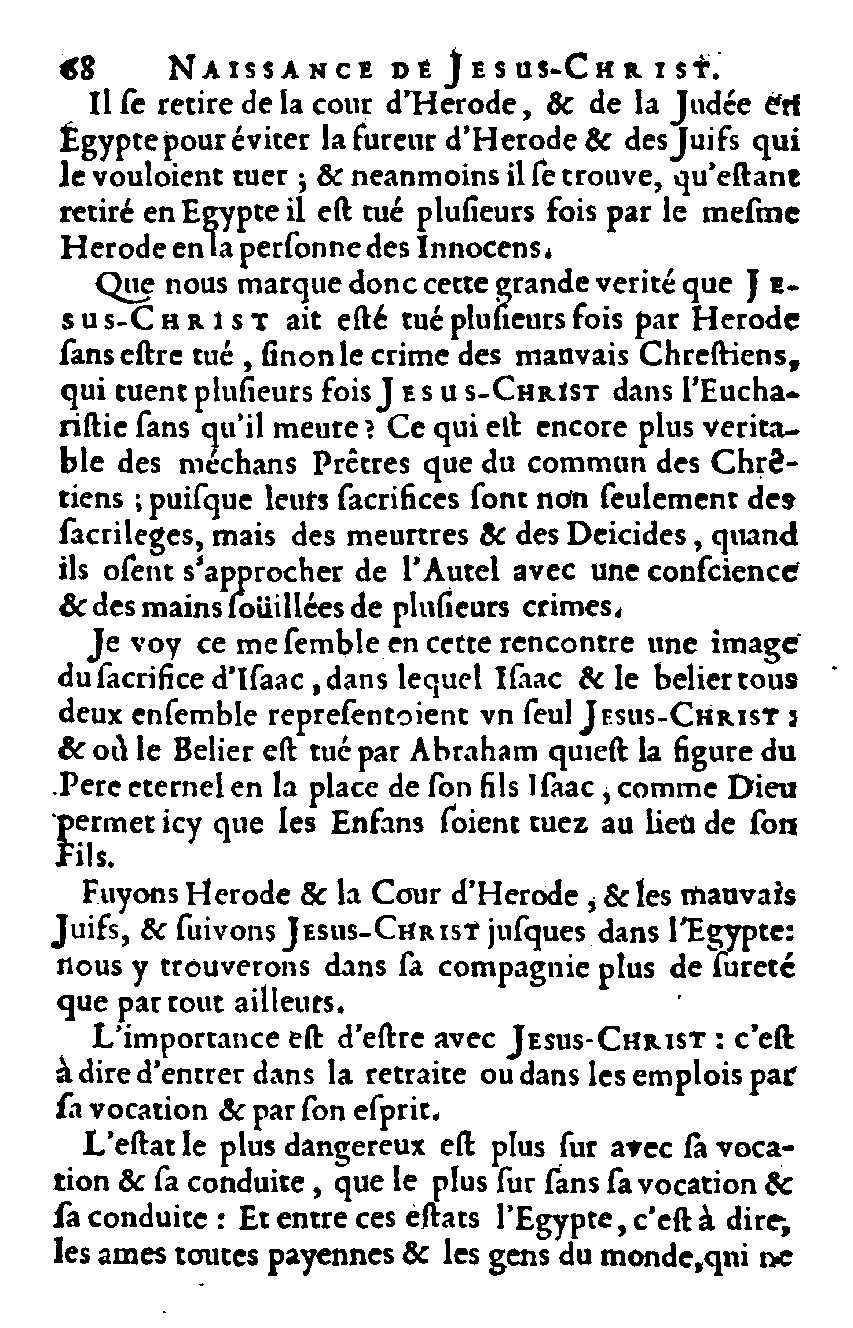 68 NAISSANCE DE JESUS-CHRIST.
Il ſe retire de la cour d'Herode, & de la Judée en
Egypte pour éviter la fureur d'Herode & des Juifs qui
le vouloient tuer ; & neanmoins il ſe trouve, qu'eſtant
retiré en Egypte il eſt tué pluſieurs fois par le meſme
Herode en la perſonne des Innocens.
Que nous marque donc cette grande verité que JE-
SUS-CHRIST ait eſté tué pluſieurs fois par Herode
ſans eſtre tué , ſinon le crime des mauvais Chreſtiens,
qui tuent pluſieurs fois JESUS-CHRIST dans l'Eucha-
riſtie ſans qu'il meure ? Ce qui eſt encore plus verita-
ble des méchans Prêtres que du commun des Chrê-
tiens ; puiſque leurs ſacrifices ſont non ſeulement des
ſacrileges, mais des meurtres & des Deicides , quand
ils oſent s'approcher de l'Autel avec une conſcience
& des mains ſoüillées de pluſieurs crimes.
Je voy ce me ſemble en cette rencontre une image
du ſacrifice d'Iſaac , dans lequel Iſaac & le belier tous
deux enſemble repreſentoient vn ſeul JESUS-CHRIST ;
& où le Belier eſt tué par Abraham qui eſt la figure du
Pere eternel en la place de ſon fils Iſaac , comme Dieu
permet icy que les Enfans ſoient tuez au lieu de ſon
Fils.
Fuyons Herode & la Cour d'Herode , & les mauvais
Juifs, & ſuivons JESUS-CHRIST juſques dans l'Egypte:
nous y trouverons dans ſa compagnie plus de ſureté
que par tout ailleurs.
L'importance eſt d'eſtre avec JESUS-CHRIST : c'eſt
à dire d'entrer dans la retraite ou dans les emplois par
ſa vocation & par ſon eſprit.
L'eſtat le plus dangereux eſt plus ſur avec ſa voca-
tion & ſa conduite , que le plus ſur ſans ſa vocation &
ſa conduite : Et entre ces eſtats l'Egypte, c'eſt à dire,
les ames toutes payennes & les gens du monde, qui ne